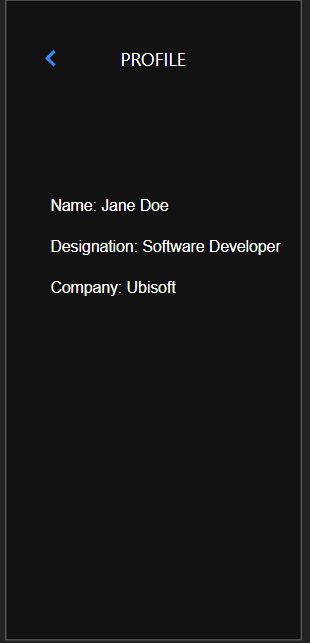 PROFILE
Name: Jane Doe
Designation: Software Developer
Company: Ubisoft